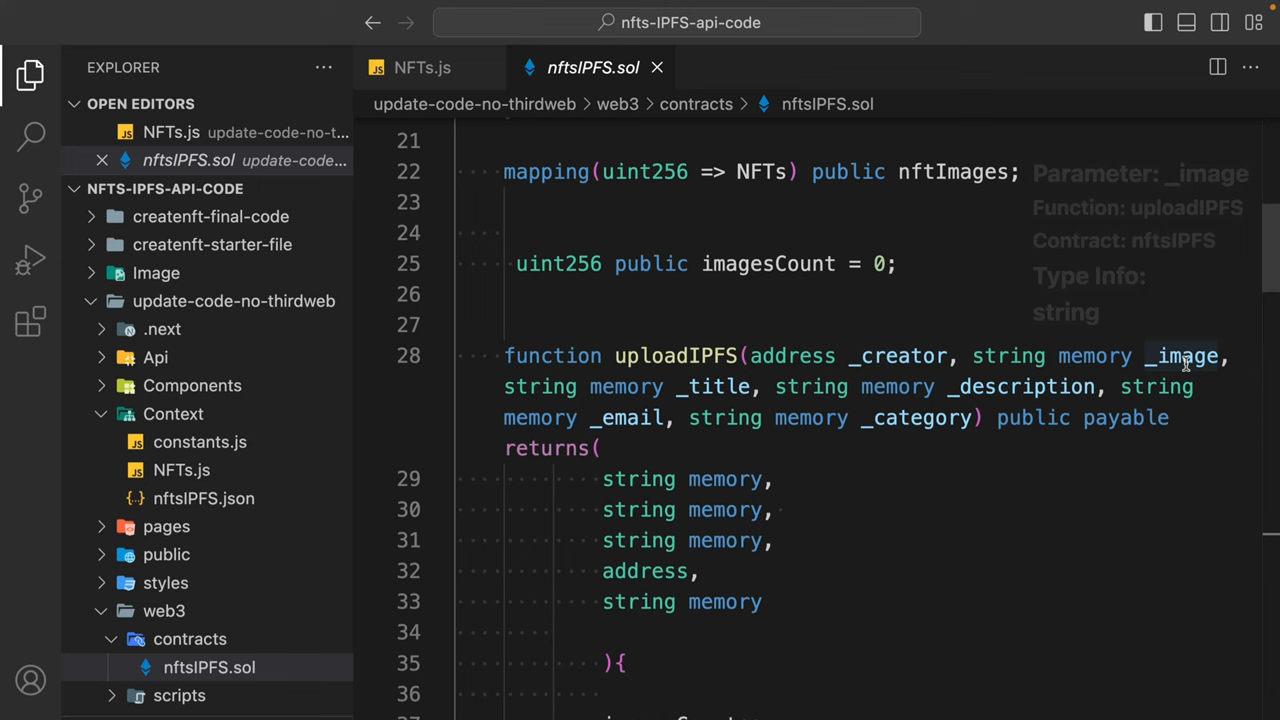 nfts-IPFS-api-code
EXPLORER
OPEN EDITORS
NFTs.js update-code-no-t...
nftsIPFS.sol update-code...
NFTS-IPFS-API-CODE
createnft-final-code
createnft-starter-file
Image
update-code-no-thirdweb
.next
Api
Components
Context
constants.js
NFTs.js
nftsIPFS.json
pages
public
styles
web3
contracts
nftsIPFS.sol
scripts
NFTs.js
nftsIPFS.sol
update-code-no-thirdweb > web3 > contracts > nftsIPFS.sol
21
22 mapping(uint256 => NFTs) public nftImages;
23
24
25 uint256 public imagesCount = 0;
26
27
28 function uploadIPFS(address _creator, string memory _image,
string memory _title, string memory _description, string
memory _email, string memory _category) public payable
returns(
29 string memory,
30 string memory,
31 string memory,
32 address,
33 string memory
34
35 ){
36
Parameter: _image
Function: uploadIPFS
Contract: nftsIPFS
Type Info:
string